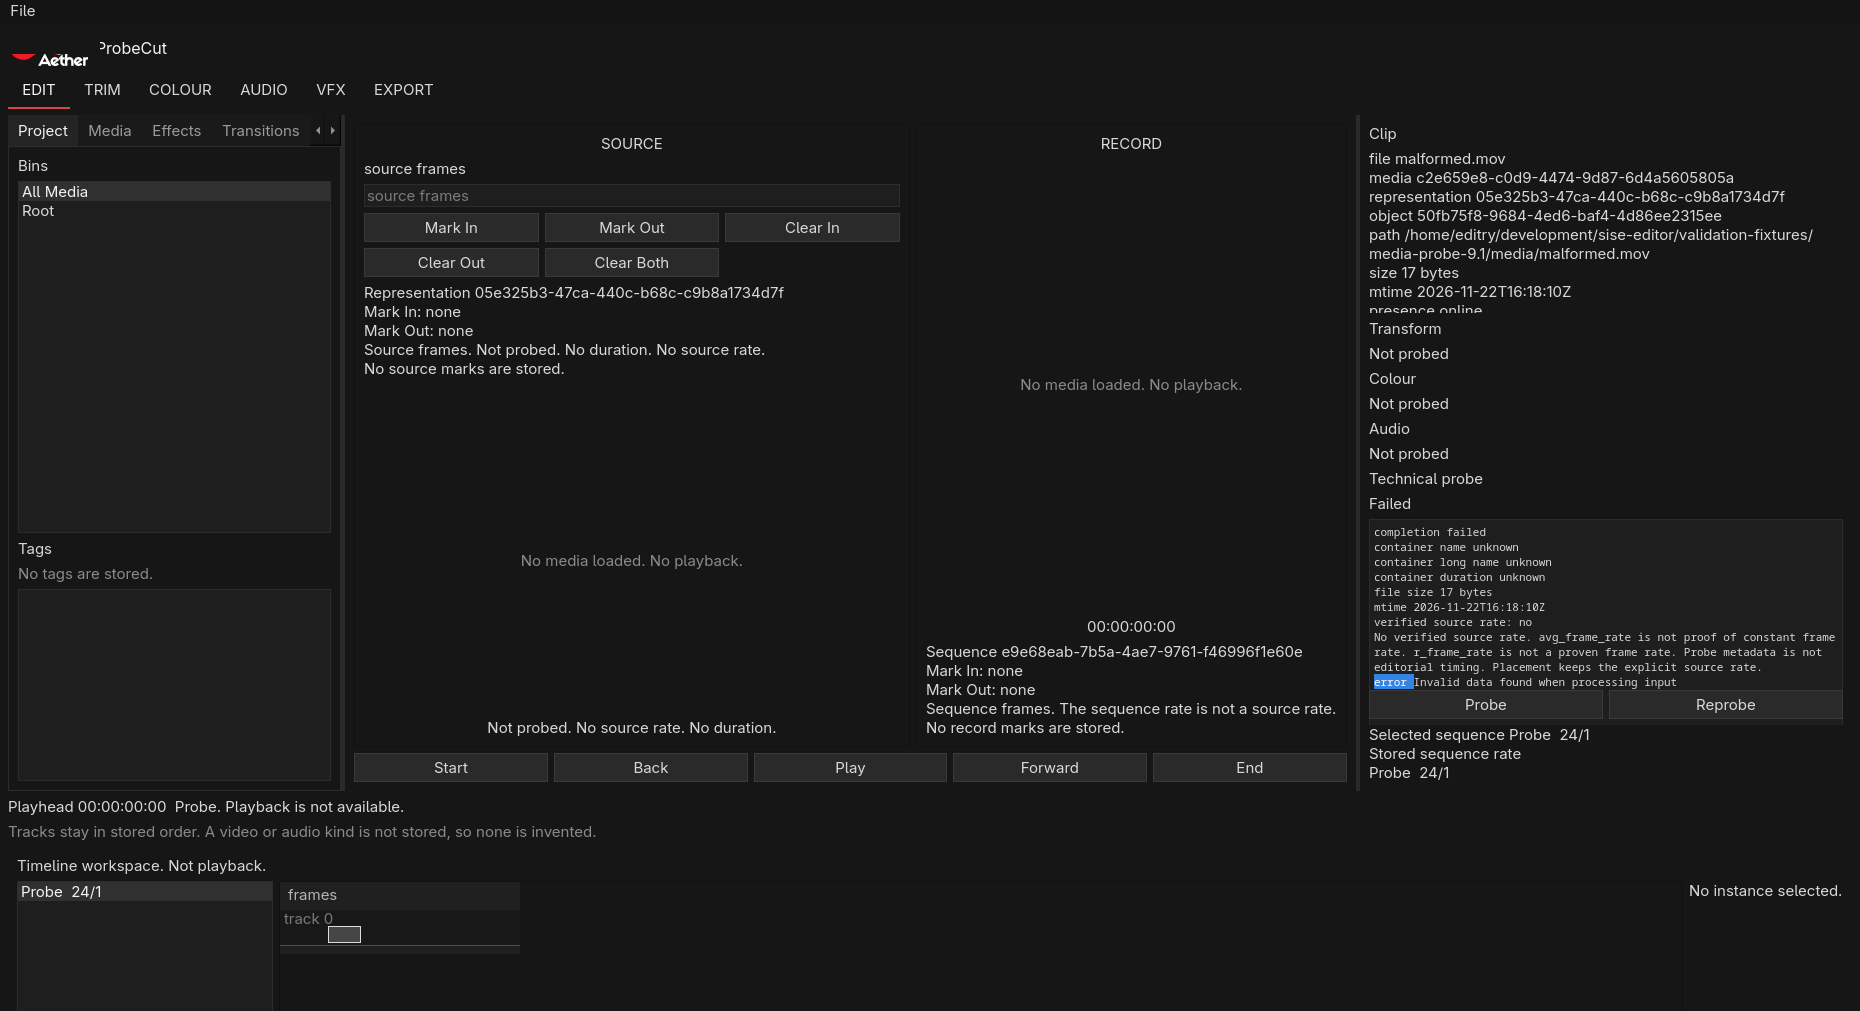 File
Aether
ProbeCut
EDIT TRIM COLOUR AUDIO VFX EXPORT
Project Media Effects Transitions
Bins
All Media
Root
Tags
No tags are stored.
SOURCE
source frames
source frames
Mark In Mark Out Clear In
Clear Out Clear Both
Representation 05e325b3-47ca-440c-b68c-c9b8a1734d7f
Mark In: none
Mark Out: none
Source frames. Not probed. No duration. No source rate.
No source marks are stored.
No media loaded. No playback.
Not probed. No source rate. No duration.
RECORD
No media loaded. No playback.
00:00:00:00
Sequence e9e68eab-7b5a-4ae7-9761-f46996f1e60e
Mark In: none
Mark Out: none
Sequence frames. The sequence rate is not a source rate.
No record marks are stored.
Start Back Play Forward End
Clip
file malformed.mov
media c2e659e8-c0d9-4474-9d87-6d4a5605805a
representation 05e325b3-47ca-440c-b68c-c9b8a1734d7f
object 50fb75f8-9684-4ed6-baf4-4d86ee2315ee
path /home/editry/development/sise-editor/validation-fixtures/
media-probe-9.1/media/malformed.mov
size 17 bytes
mtime 2026-11-22T16:18:10Z
presence online
Transform
Not probed
Colour
Not probed
Audio
Not probed
Technical probe
Failed
completion failed
container name unknown
container long name unknown
container duration unknown
file size 17 bytes
mtime 2026-11-22T16:18:10Z
verified source rate: no
No verified source rate. avg_frame_rate is not proof of constant frame
rate. r_frame_rate is not a proven frame rate. Probe metadata is not
editorial timing. Placement keeps the explicit source rate.
error Invalid data found when processing input
Probe Reprobe
Selected sequence Probe 24/1
Stored sequence rate
Probe 24/1
Playhead 00:00:00:00 Probe. Playback is not available.
Tracks stay in stored order. A video or audio kind is not stored, so none is invented.
Timeline workspace. Not playback.
Probe 24/1
frames
track 0
No instance selected.